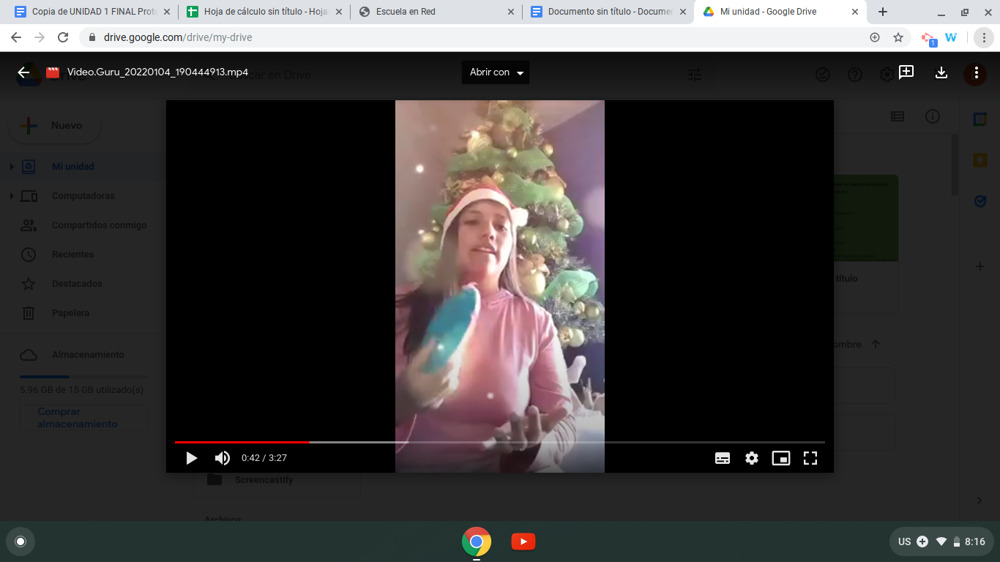 Copia de UNIDAD 1 FINAL Proto
Hoja de cálculo sin título - Hoja
Escuela en Red
Documento sin título - Documen
Mi unidad - Google Drive
drive.google.com/drive/my-drive
1
Video.Guru_20220104_190444913.mp4
en Drive
Abrir con
Nuevo
Mi unidad
Computadoras
Compartidos conmigo
Recientes
Destacados
Papelera
Almacenamiento
5.96 GB de 15 GB utilizado(s)
Comprar
almacenamiento
título
ombre
0:42 / 3:27
Screencastify
Archivos
US
8:16